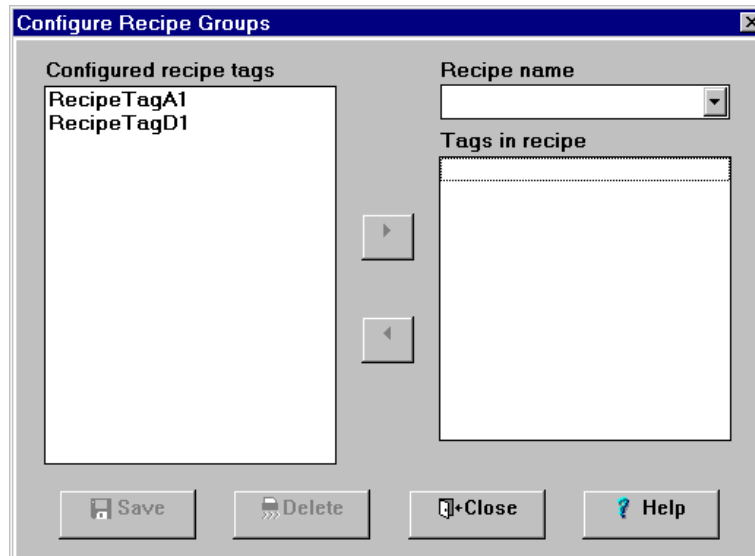 Configure Recipe Groups
Configured recipe tags
RecipeTagA1
RecipeTagD1
Recipe name
Tags in recipe
Save
Delete
Close
Help